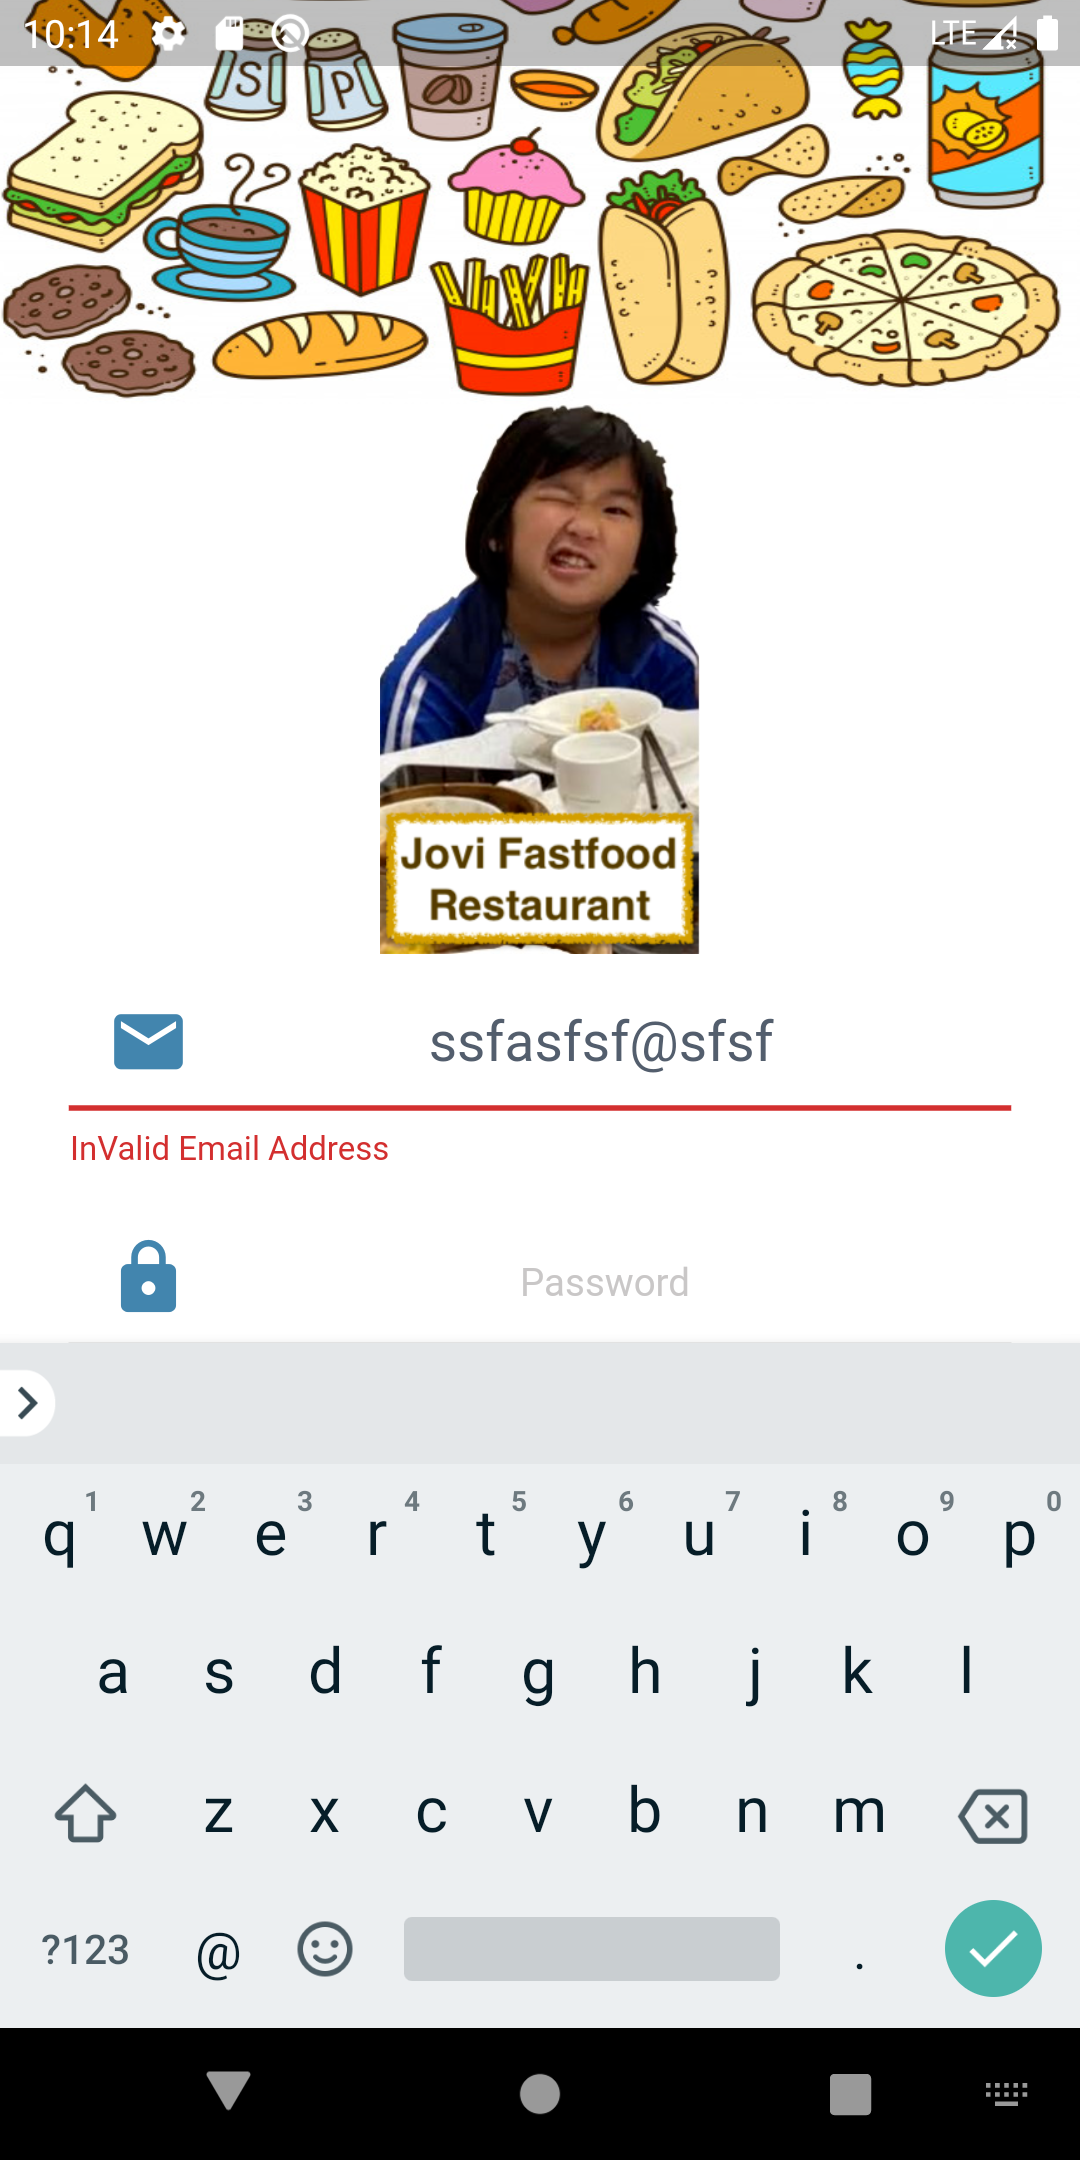 10:14
LTE
S P
Jovi Fastfood
Restaurant
ssfasfsf@sfsf
InValid Email Address
Password
1 2 3 4 5 6 7 8 9 0
q w e r t y u i o p
a s d f g h j k l
z x c v b n m
?123 @ .